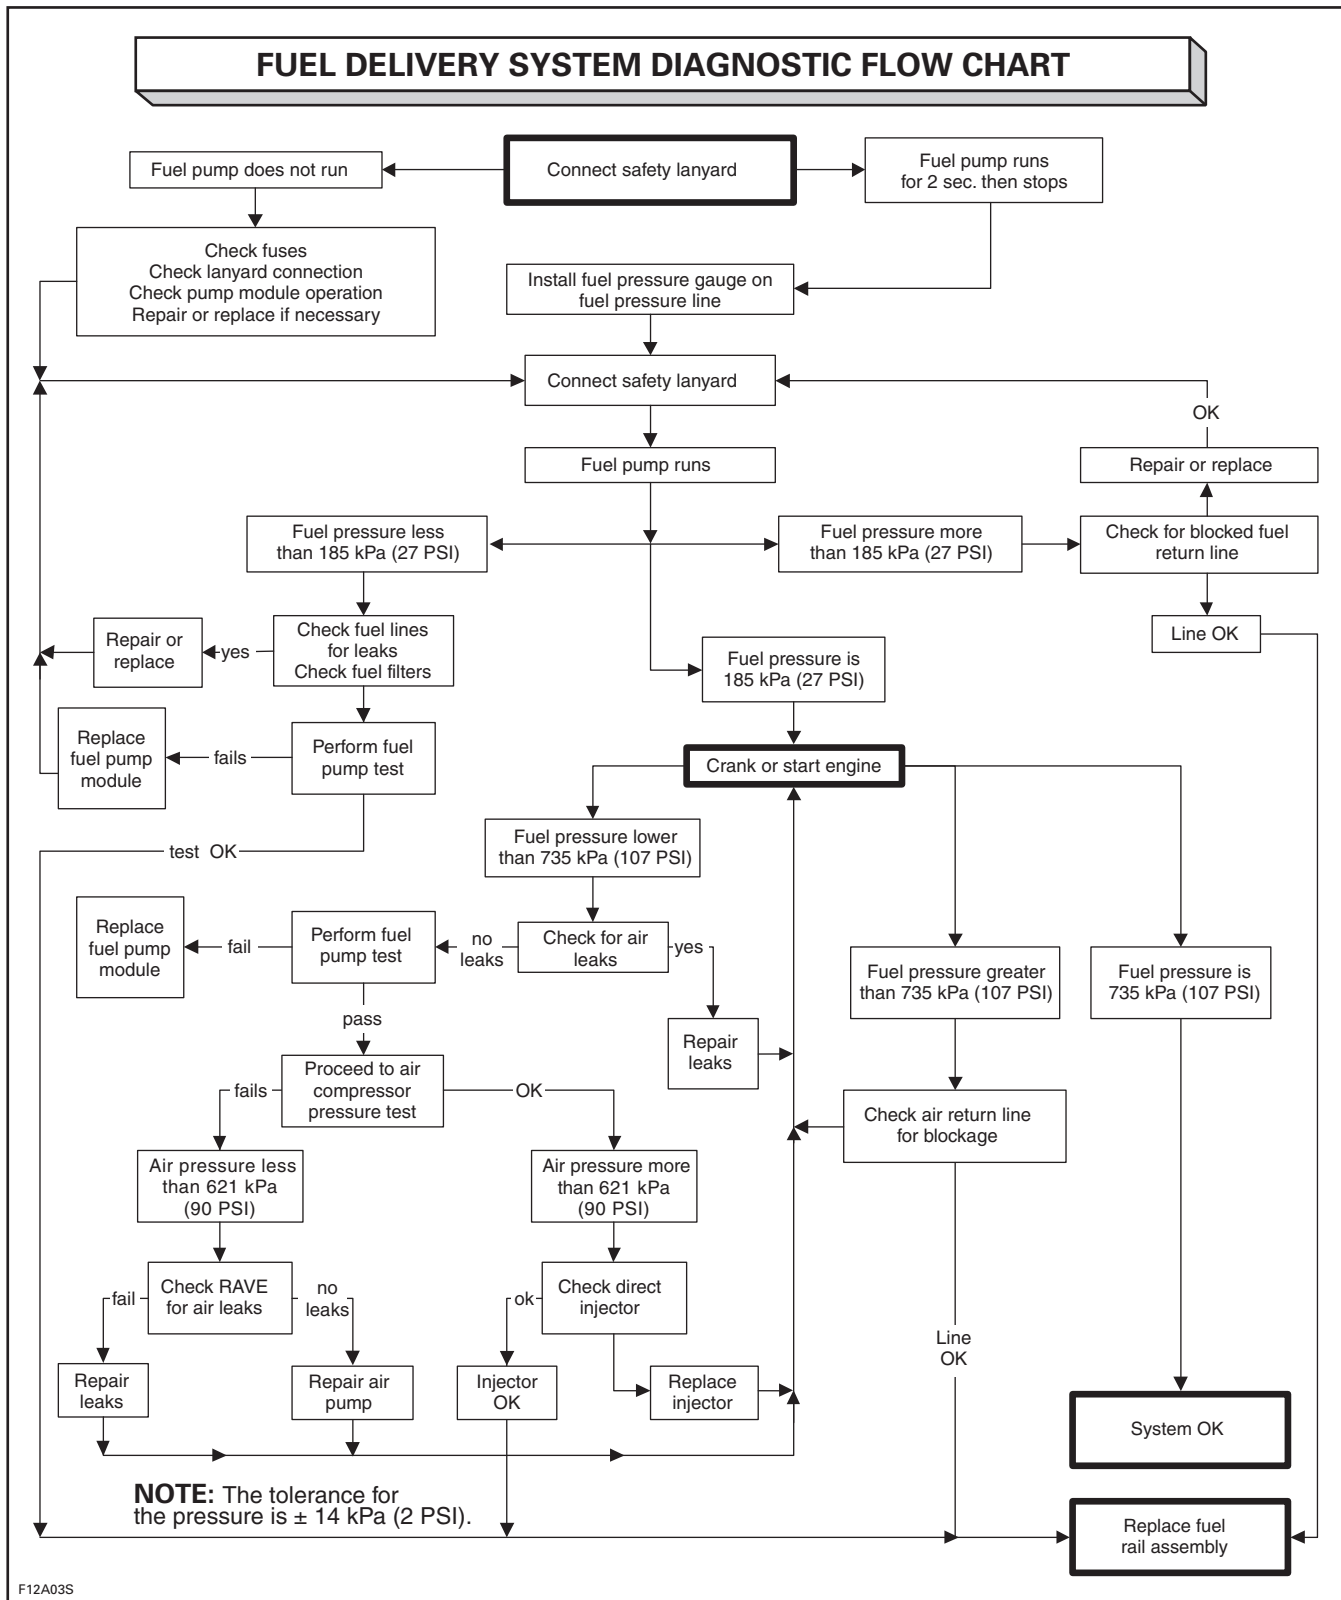 FUEL DELIVERY SYSTEM DIAGNOSTIC FLOW CHART
Fuel pump does not run
Connect safety lanyard
Fuel pump runs
for 2 sec. then stops
Check fuses
Check lanyard connection
Check pump module operation
Repair or replace if necessary
Install fuel pressure gauge on
fuel pressure line
Connect safety lanyard
OK
Fuel pump runs
Repair or replace
Fuel pressure less
than 185 kPa (27 PSI)
Fuel pressure more
than 185 kPa (27 PSI)
Check for blocked fuel
return line
Repair or
replace
yes
Check fuel lines
for leaks
Check fuel filters
Line OK
Fuel pressure is
185 kPa (27 PSI)
Replace
fuel pump
module
fails
Perform fuel
pump test
Crank or start engine
test OK
Fuel pressure lower
than 735 kPa (107 PSI)
Replace
fuel pump
module
fail
Perform fuel
pump test
no
leaks
Check for air
leaks
yes
Fuel pressure greater
than 735 kPa (107 PSI)
Fuel pressure is
735 kPa (107 PSI)
pass
Repair
leaks
fails
Proceed to air
compressor
pressure test
OK
Check air return line
for blockage
Air pressure less
than 621 kPa
(90 PSI)
Air pressure more
than 621 kPa
(90 PSI)
fail
Check RAVE
for air leaks
no
leaks
ok
Check direct
injector
Line
OK
Repair
leaks
Repair air
pump
Injector
OK
Replace
injector
System OK
NOTE: The tolerance for
the pressure is ± 14 kPa (2 PSI).
Replace fuel
rail assembly
F12A03S